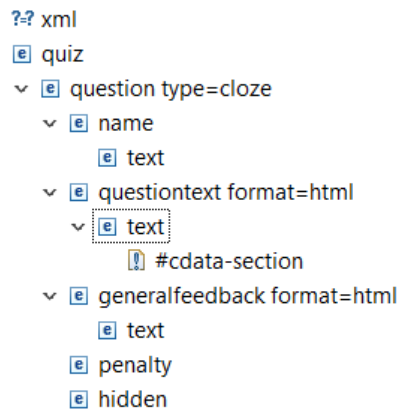 ?=? xml
e quiz
e question type=cloze
e name
e text
e questiontext format=html
e text
#cdata-section
e generalfeedback format=html
e text
e penalty
e hidden